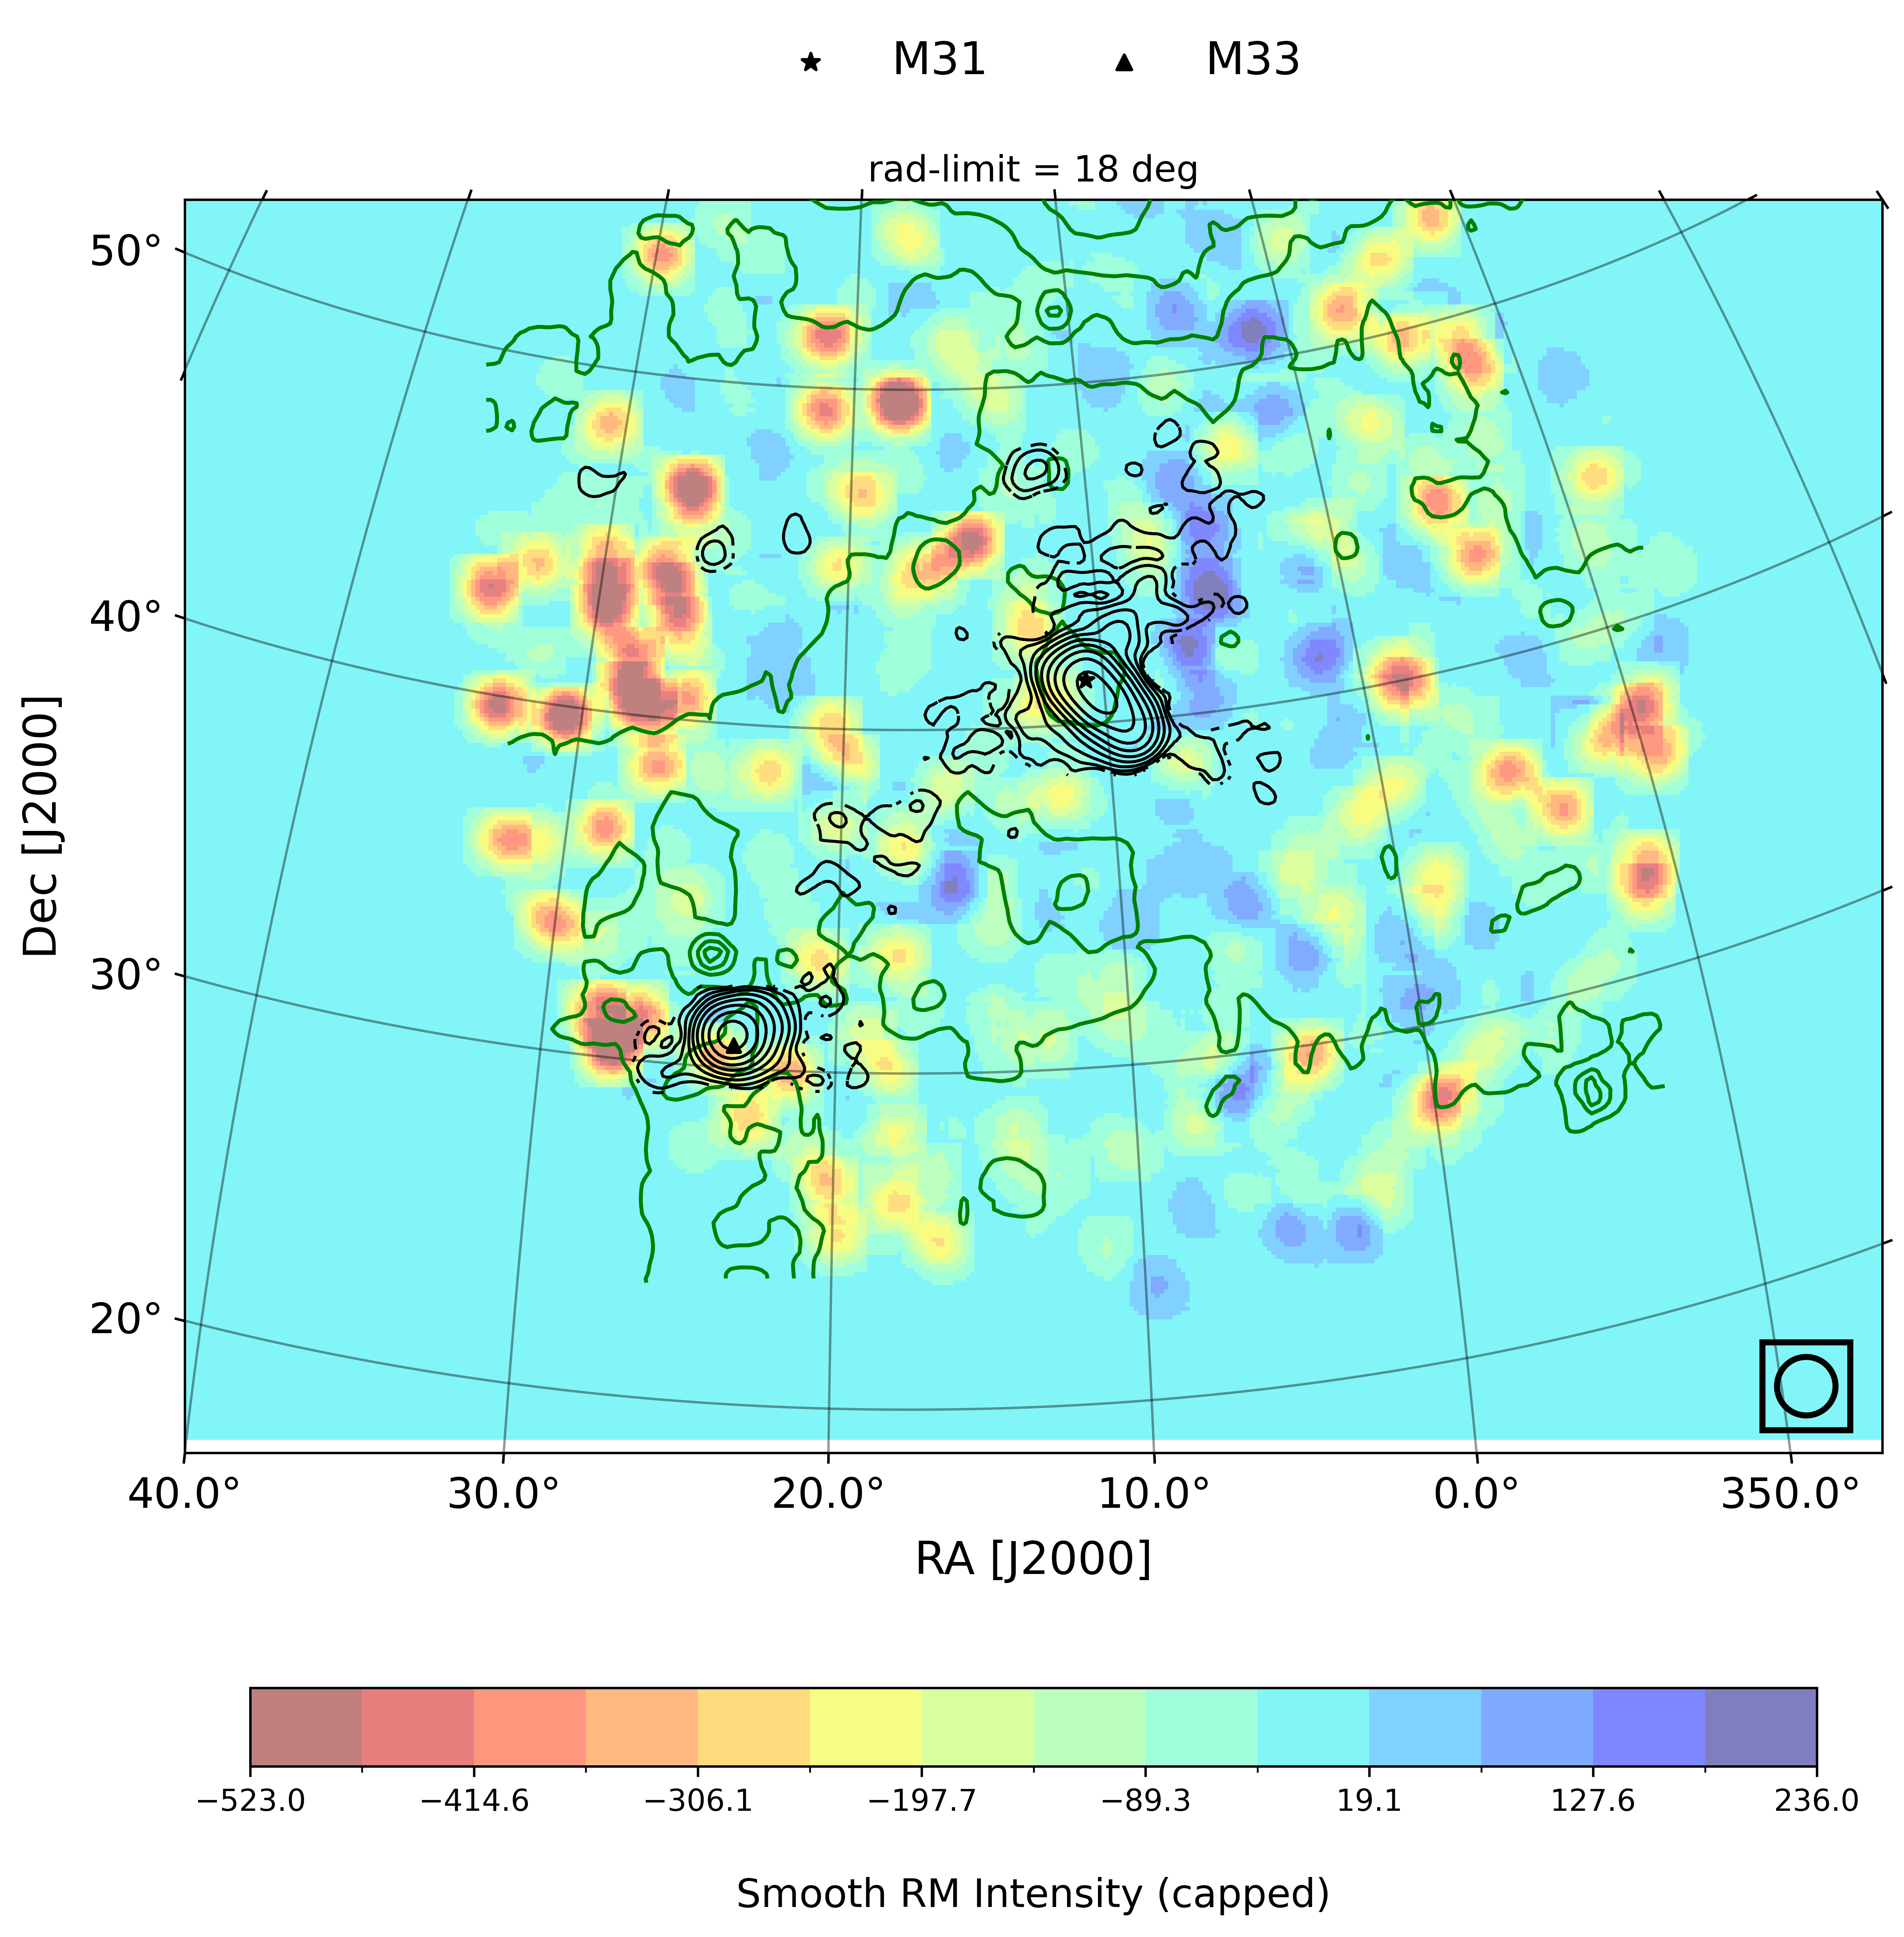 M31 M33
rad-limit = 18 deg
50°
40°
30°
20°
Dec [J2000]
40.0° 30.0° 20.0° 10.0° 0.0° 350.0°
RA [J2000]
−523.0 −414.6 −306.1 −197.7 −89.3 19.1 127.6 236.0
Smooth RM Intensity (capped)